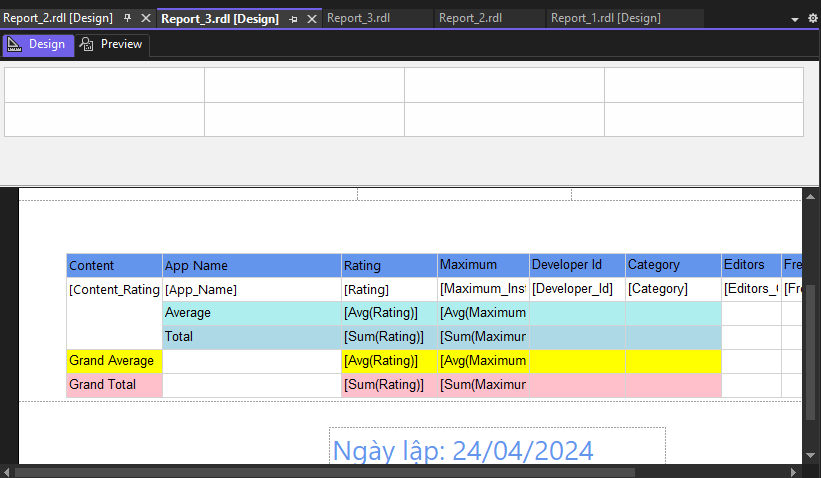 Report_2.rdl [Design] Report_3.rdl [Design] Report_3.rdl Report_2.rdl Report_1.rdl [Design]
Design Preview
Content App Name Rating Maximum Developer Id Category Editors Fre
[Content_Rating [App_Name] [Rating] [Maximum_Ins [Developer_Id] [Category] [Editors_ [Fre
Average [Avg(Rating)] [Avg(Maximum
Total [Sum(Rating)] [Sum(Maximum
Grand Average [Avg(Rating)] [Avg(Maximum
Grand Total [Sum(Rating)] [Sum(Maximum
Ngày lập: 24/04/2024